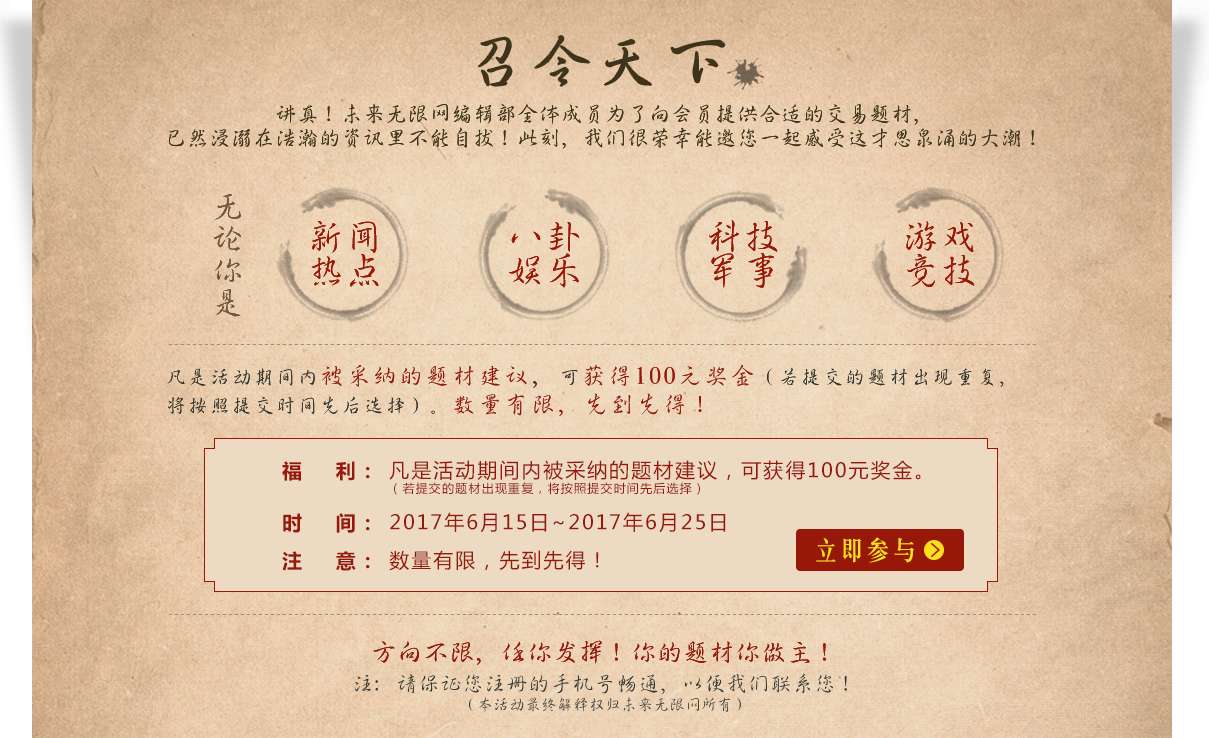 召令天下
讲真！未来无限网编辑部全体成员为了向会员提供合适的交易题材，
已然浸溺在浩瀚的资讯里不能自拔！此刻，我们很荣幸能邀您一起感受这才思泉涌的大潮！
无论你是
新闻
热点
八卦
娱乐
科技
军事
游戏
竞技
凡是活动期间内被采纳的题材建议，可获得100元奖金（若提交的题材出现重复，
将按照提交时间先后选择）。数量有限，先到先得！
福 利： 凡是活动期间内被采纳的题材建议，可获得100元奖金。
（若提交的题材出现重复，将按照提交时间先后选择）
时 间： 2017年6月15日~2017年6月25日
注 意： 数量有限，先到先得！
立即参与
方向不限，任你发挥！你的题材你做主！
注：请保证您注册的手机号畅通，以便我们联系您！
（本活动最终解释权归未来无限网所有）